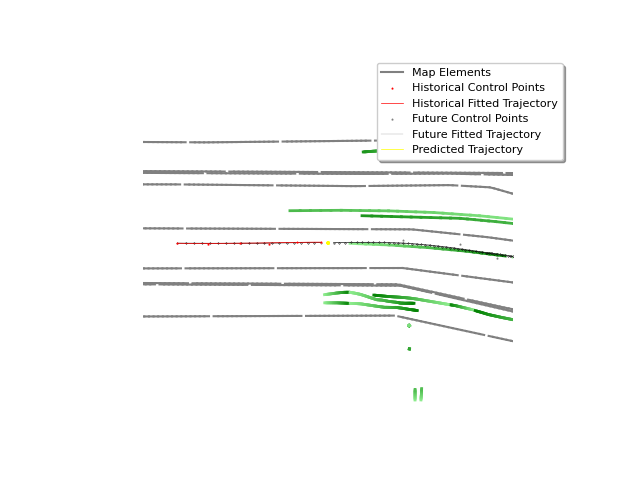 Map Elements
Historical Control Points
Historical Fitted Trajectory
Future Control Points
Future Fitted Trajectory
Predicted Trajectory